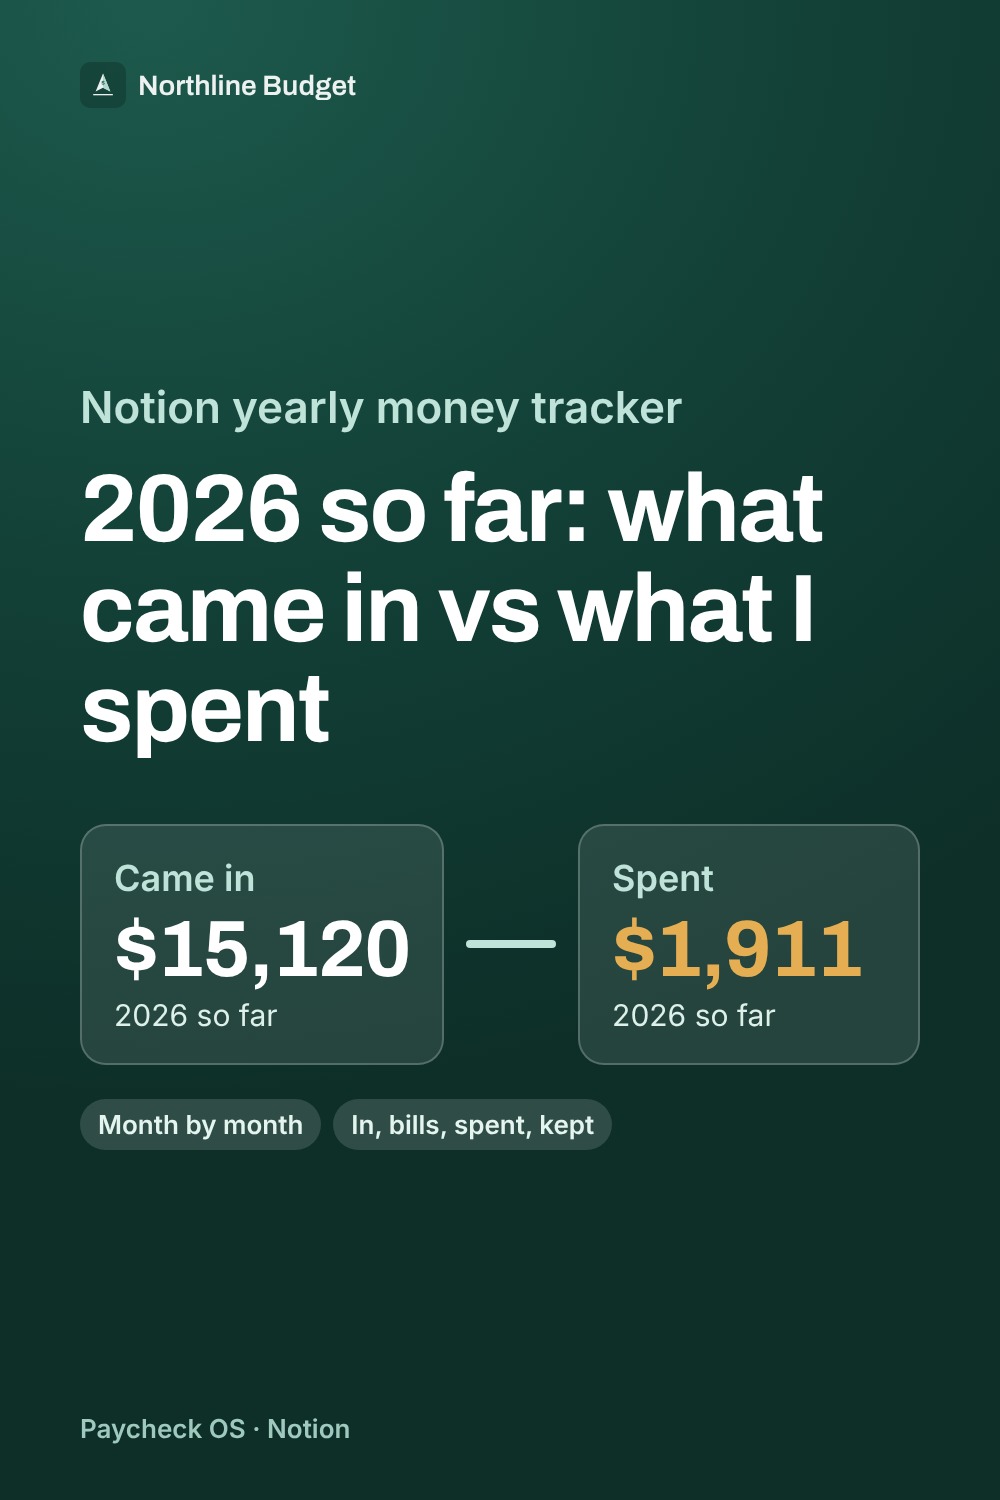 Northline Budget
Notion yearly money tracker
2026 so far: what
came in vs what I
spent
Came in
$15,120
2026 so far
Spent
$1,911
2026 so far
Month by month
In, bills, spent, kept
Paycheck OS · Notion